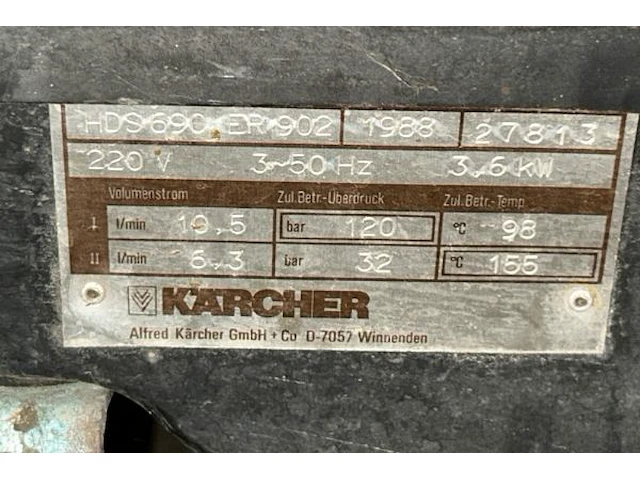 HDS 690 ER 902 1988 27813
220 V 3~50 Hz 3,6 kW
Volumenstrom Zul.Betr.-Überdruck Zul.Betr.-Temp
I l/min 10,5 bar 120 °C 98
II l/min 6,3 bar 32 °C 155
KÄRCHER
Alfred Kärcher GmbH + Co D-7057 Winnenden